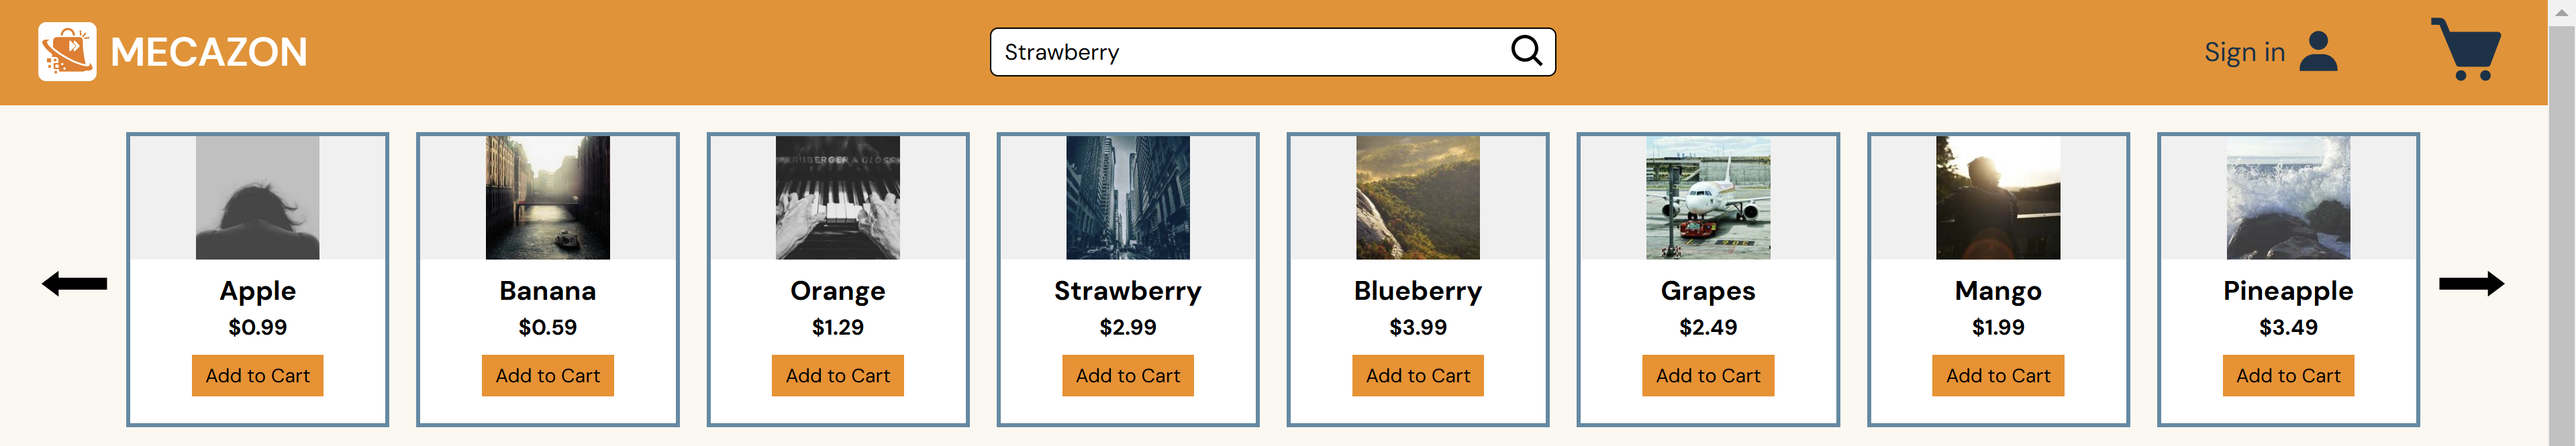 MECAZON
Strawberry
Sign in
Apple
$0.99
Add to Cart
Banana
$0.59
Add to Cart
Orange
$1.29
Add to Cart
Strawberry
$2.99
Add to Cart
Blueberry
$3.99
Add to Cart
Grapes
$2.49
Add to Cart
Mango
$1.99
Add to Cart
Pineapple
$3.49
Add to Cart